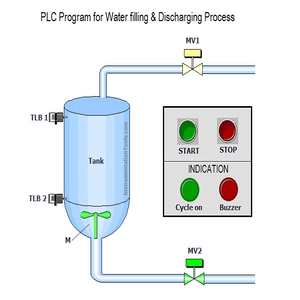 PLC Program for Water filling & Discharging Process
MV1
TLB 1
Tank
InstrumentationTools.com
START
STOP
INDICATION
TLB 2
Cycle on
Buzzer
M
MV2